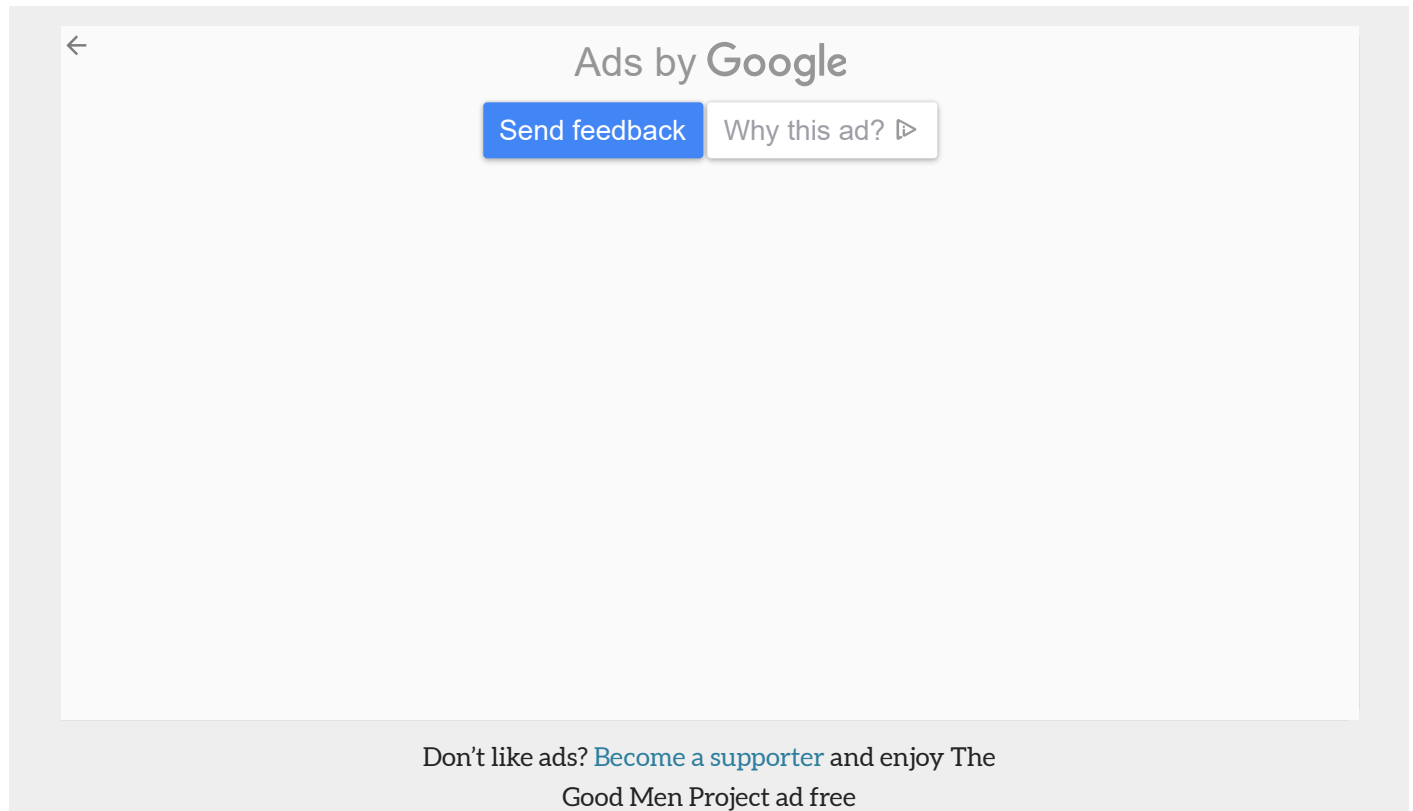 Ads by Google
Send feedback Why this ad?
Don’t like ads? Become a supporter and enjoy The
Good Men Project ad free